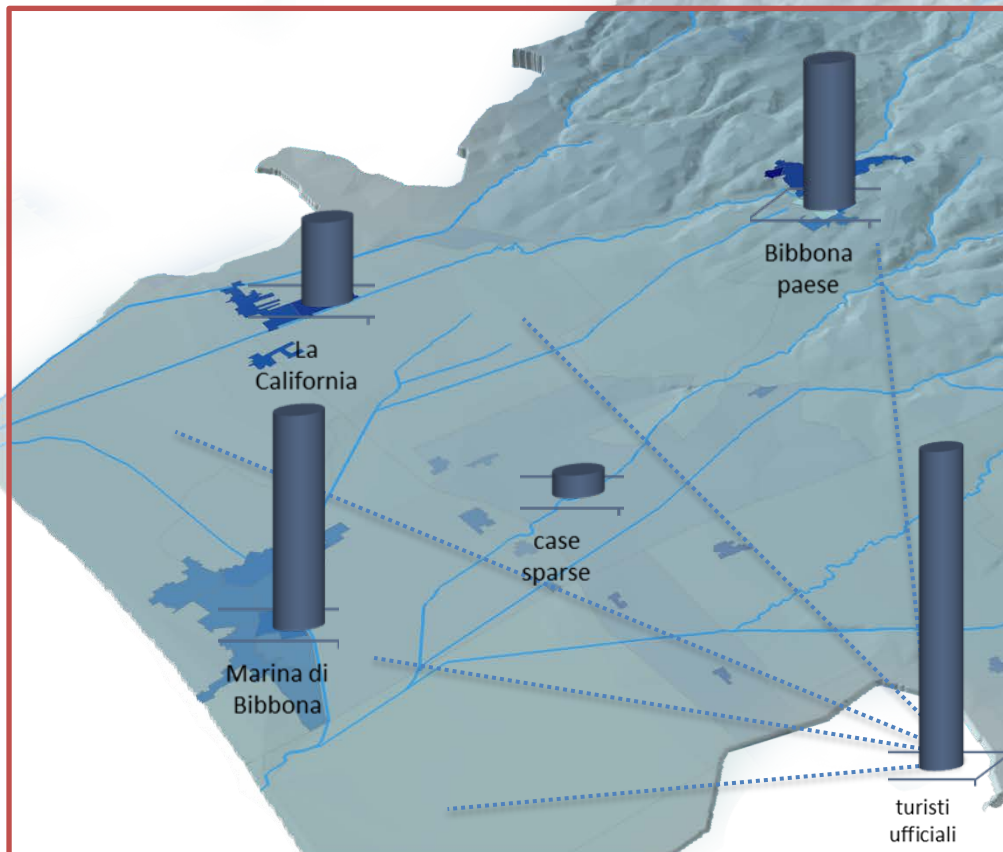 Bibbona
paese
La
California
case
sparse
Marina di
Bibbona
turisti
ufficiali